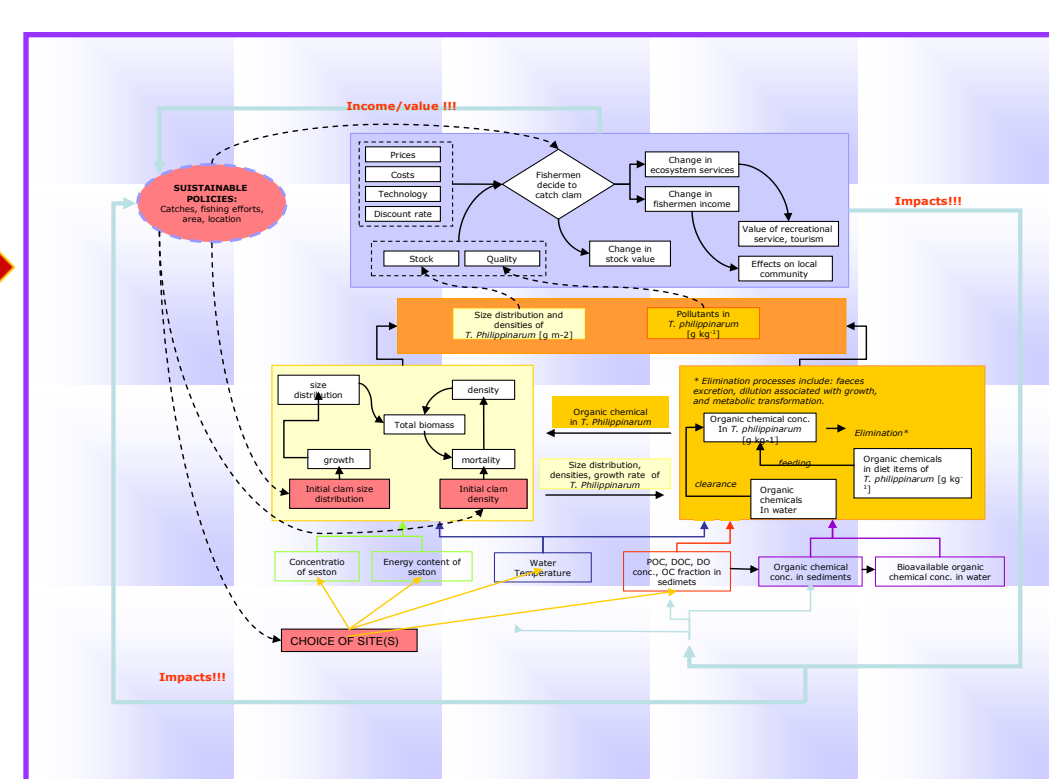 Income/value !!!
SUISTAINABLE
POLICIES:
Catches, fishing efforts,
area, location
Prices
Costs
Technology
Discount rate
Fishermen
decide to
catch clam
Change in
ecosystem services
Change in
fishermen income
Impacts!!!
Value of recreational
service, tourism
Stock
Quality
Change in
stock value
Effects on local
community
Size distribution and
densities of
T. Philippinarum [g m-2]
Pollutants in
T. philippinarum
[g kg-1]
size
distribution
density
Total biomass
growth
mortality
Initial clam size
distribution
Initial clam
density
Organic chemical
in T. Philippinarum
Size distribution,
densities, growth rate of
T. Philippinarum
* Elimination processes include: faeces
excretion, dilution associated with growth,
and metabolic transformation.
Organic chemical conc.
In T. philippinarum
[g kg-1]
Elimination*
feeding
clearance
Organic chemicals
in diet items of
T. philippinarum [g kg-
1]
Organic
chemicals
In water
Concentratio
of seston
Energy content of
seston
Water
Temperature
POC, DOC, DO
conc., OC fraction in
sedimets
Organic chemical
conc. in sediments
Bioavailable organic
chemical conc. in water
CHOICE OF SITE(S)
Impacts!!!